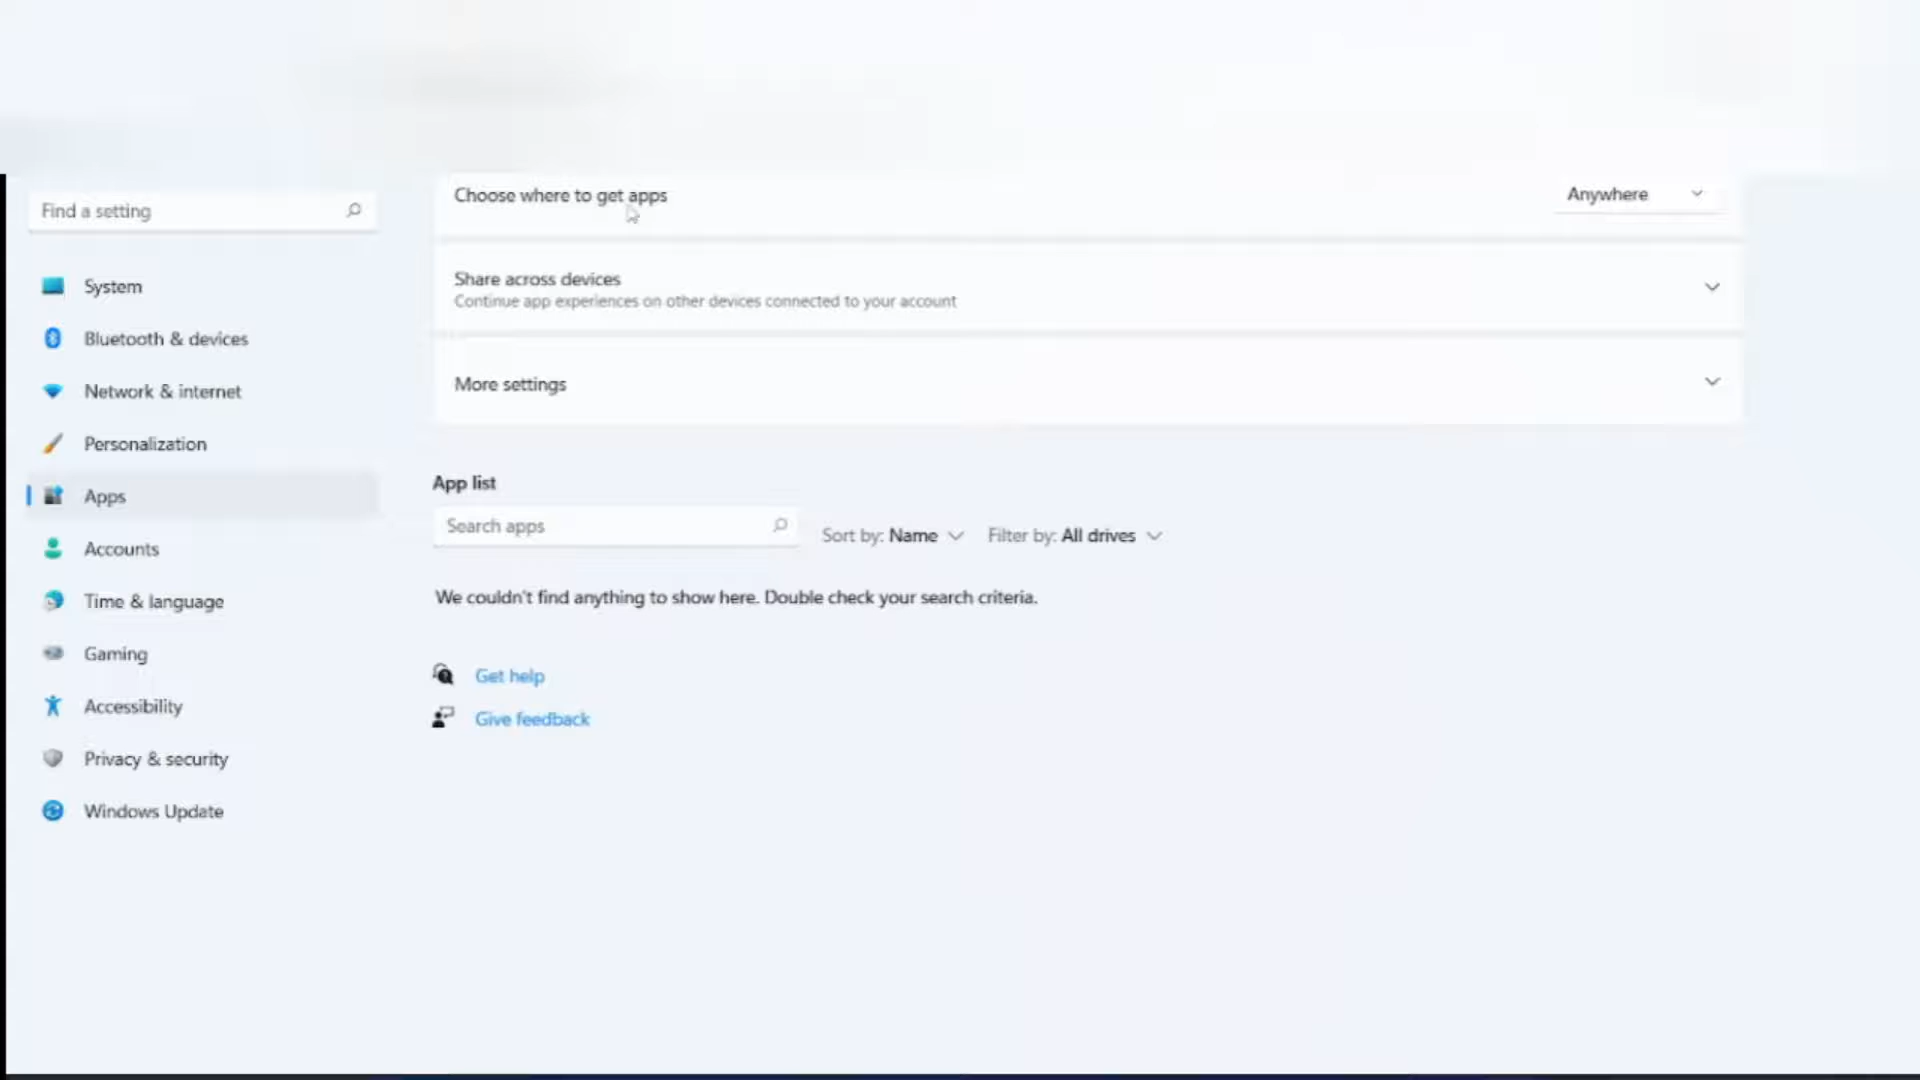 Find a setting
System
Bluetooth & devices
Network & internet
Personalization
Apps
Accounts
Time & language
Gaming
Accessibility
Privacy & security
Windows Update
Choose where to get apps
Anywhere
Share across devices
Continue app experiences on other devices connected to your account
More settings
App list
Search apps
Sort by: Name
Filter by: All drives
We couldn't find anything to show here. Double check your search criteria.
Get help
Give feedback